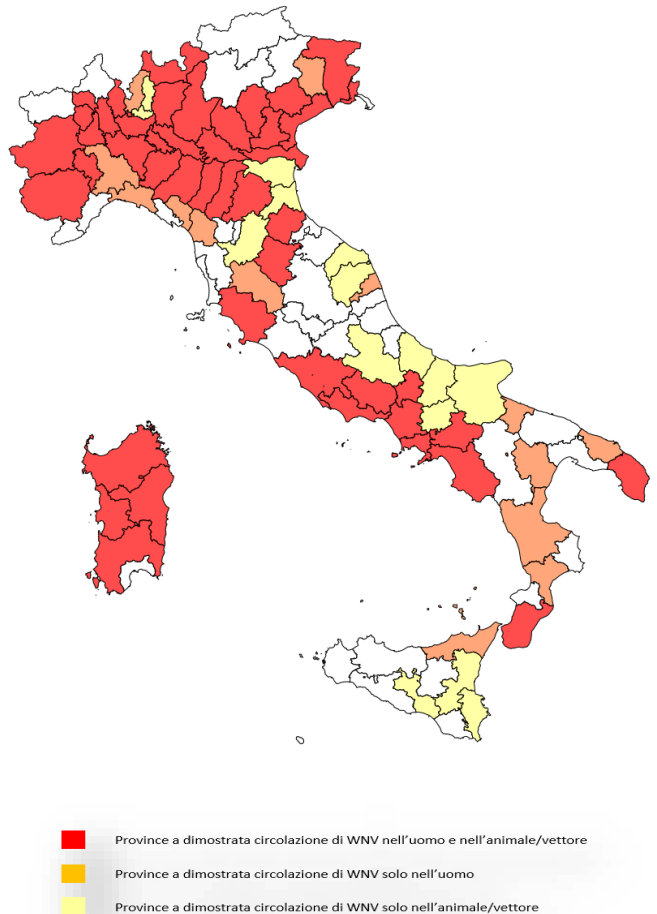 Province a dimostrata circolazione di WNV nell'uomo e nell'animale/vettore
Province a dimostrata circolazione di WNV solo nell'uomo
Province a dimostrata circolazione di WNV solo nell'animale/vettore